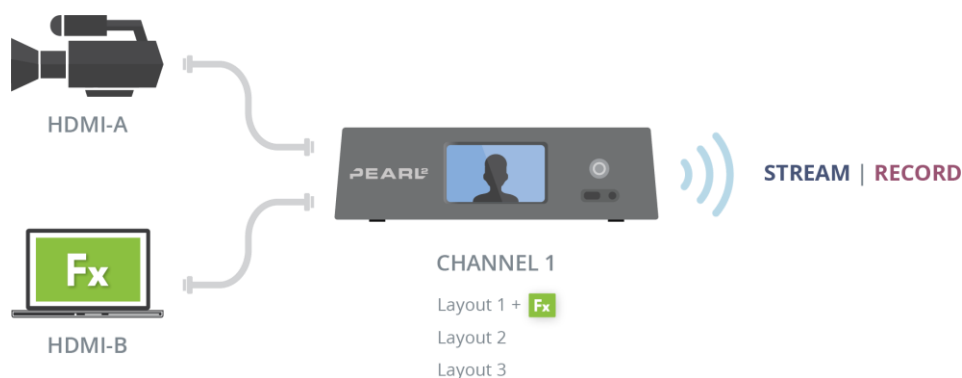 HDMI-A
Fx
HDMI-B
PEARL²
STREAM | RECORD
CHANNEL 1
Layout 1 + Fx
Layout 2
Layout 3